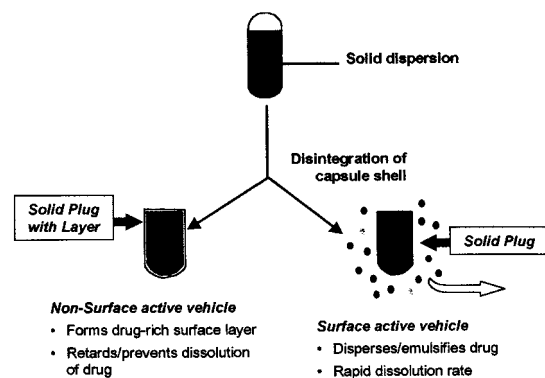 Solid dispersion
Disintegration of
capsule shell
Solid Plug
with Layer
Solid Plug
Non-Surface active vehicle
• Forms drug-rich surface layer
• Retards/prevents dissolution
of drug
Surface active vehicle
• Disperses/emulsifies drug
• Rapid dissolution rate